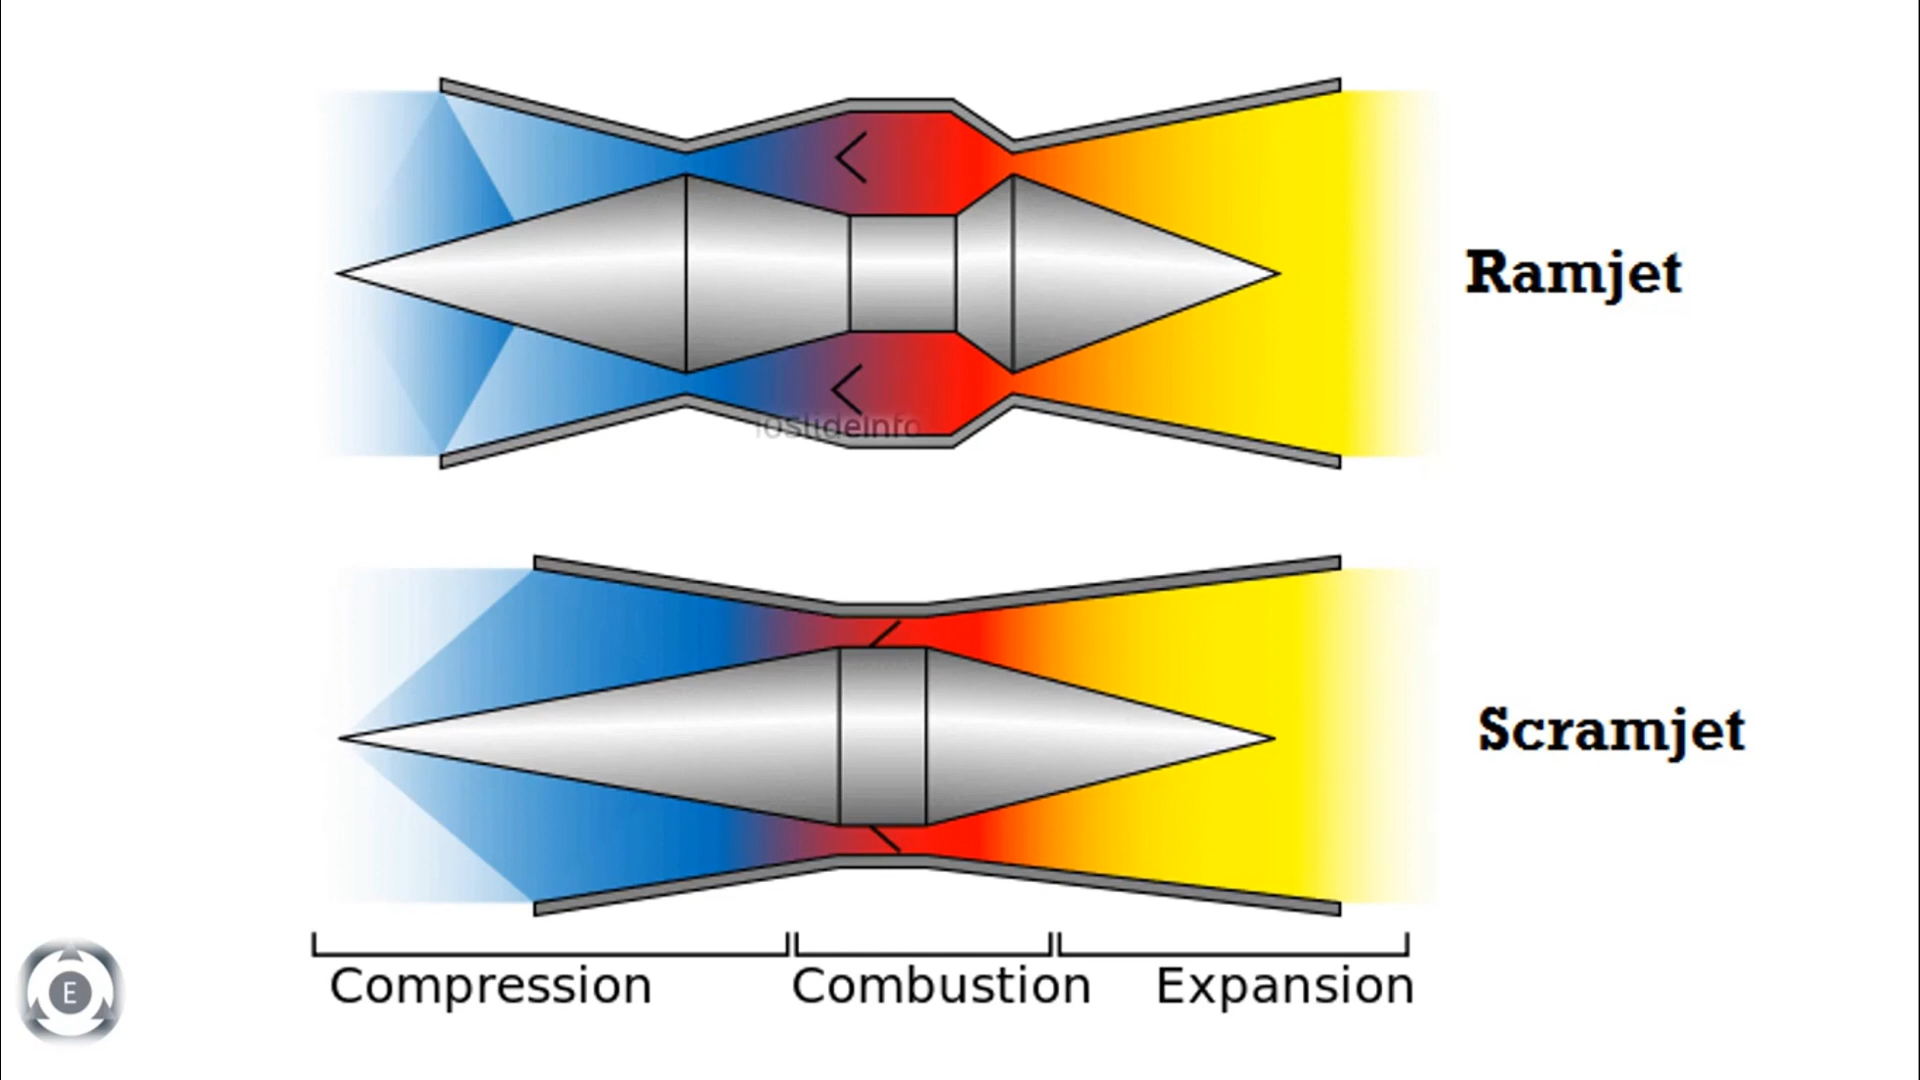 Ramjet
Scramjet
Compression
Combustion
Expansion
E